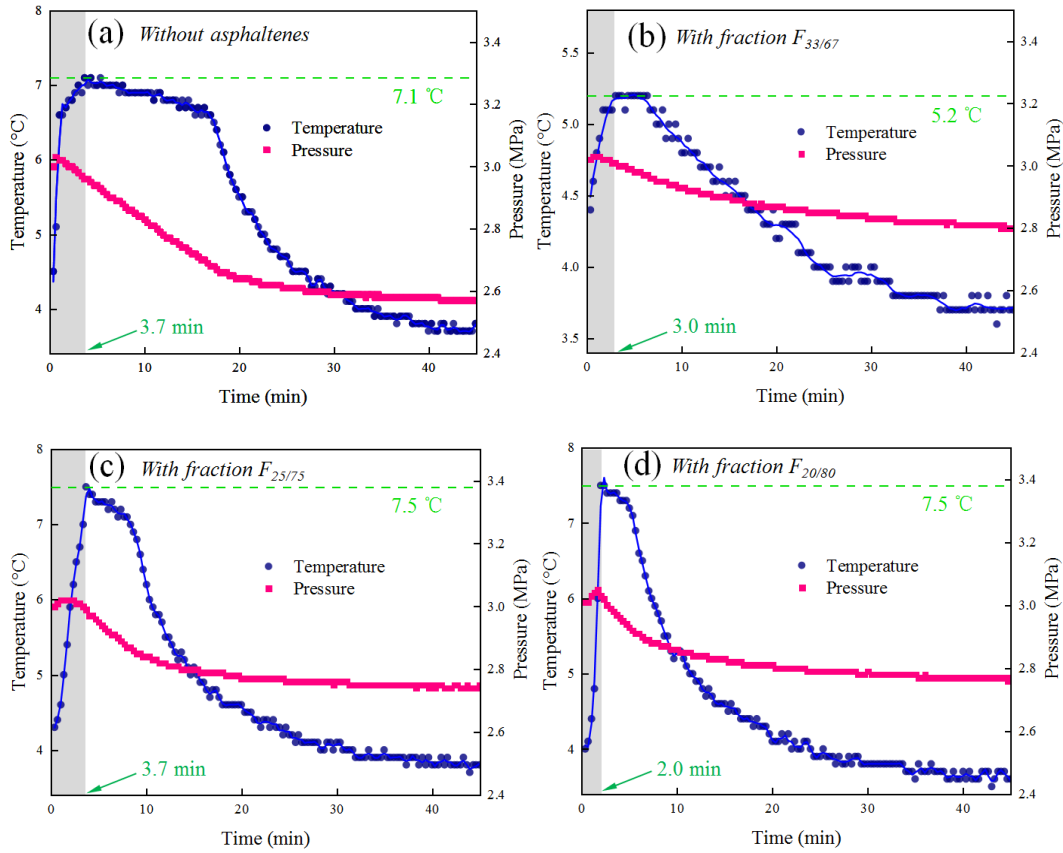 (a) Without asphaltenes
8
7
6
5
4
Temperature (°C)
3.4
3.2
3.0
2.8
2.6
2.4
Pressure (MPa)
7.1 ℃
Temperature
Pressure
3.7 min
0 10 20 30 40
Time (min)
(b) With fraction F33/67
5.5
5.0
4.5
4.0
3.5
Temperature (°C)
3.4
3.2
3.0
2.8
2.6
2.4
Pressure (MPa)
5.2 ℃
Temperature
Pressure
3.0 min
0 10 20 30 40
Time (min)
(c) With fraction F25/75
8
7
6
5
4
Temperature (°C)
3.4
3.2
3.0
2.8
2.6
2.4
Pressure (MPa)
7.5 ℃
Temperature
Pressure
3.7 min
0 10 20 30 40
Time (min)
(d) With fraction F20/80
8
7
6
5
4
Temperature (°C)
3.4
3.2
3.0
2.8
2.6
2.4
Pressure (MPa)
7.5 ℃
Temperature
Pressure
2.0 min
0 10 20 30 40
Time (min)